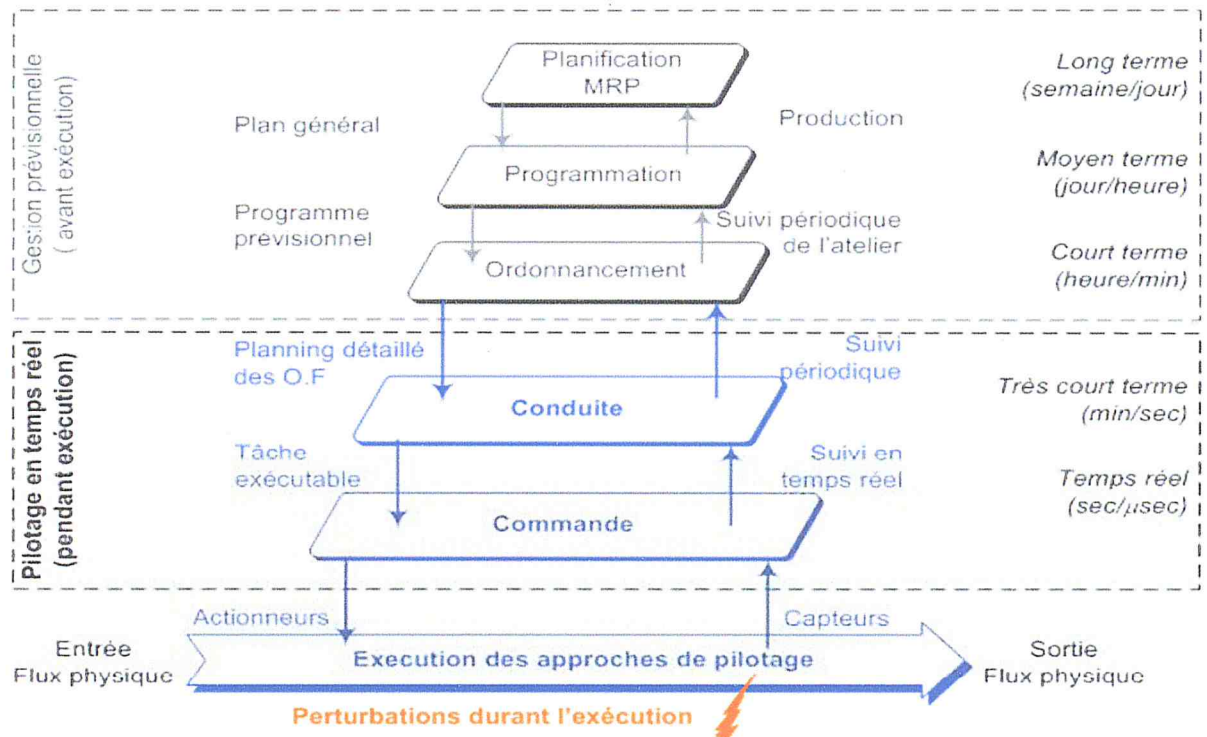 Planification
MRP
Long terme
(semaine/jour)
Plan général
Production
Programmation
Moyen terme
(jour/heure)
Programme
prévisionnel
Suivi périodique
de l'atelier
Ordonnancement
Court terme
(heure/min)
Gestion prévisionnelle
( avant exécution)
Planning détaillé
des O.F
Suivi
périodique
Conduite
Très court terme
(min/sec)
Tâche
exécutable
Suivi en
temps réel
Commande
Temps réel
(sec/µsec)
Pilotage en temps réel
(pendant exécution)
Actionneurs
Capteurs
Entrée
Flux physique
Execution des approches de pilotage
Sortie
Flux physique
Perturbations durant l'exécution